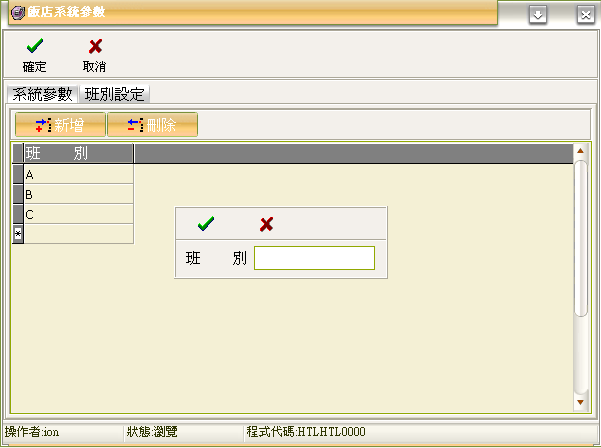 飯店系統參數
確定 取消
系統參數 班別設定
新增 刪除
班 別
A
B
C
*
班 別
操作者:ion 狀態:瀏覽 程式代碼:HTLHTL0000